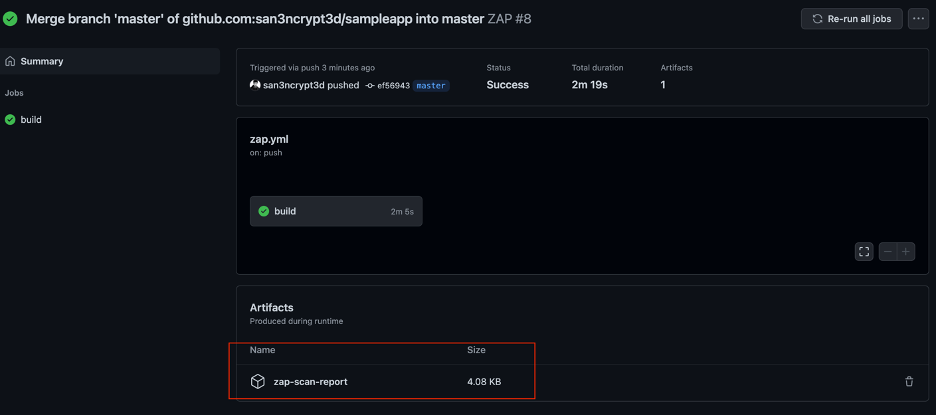 Merge branch 'master' of github.com:san3ncrypt3d/sampleapp into master ZAP #8
Re-run all jobs
Summary
Jobs
build
Triggered via push 3 minutes ago
Status
Total duration
Artifacts
san3ncrypt3d pushed ef56943 master
Success
2m 19s
1
zap.yml
on: push
build
2m 5s
Artifacts
Produced during runtime
Name
Size
zap-scan-report
4.08 KB